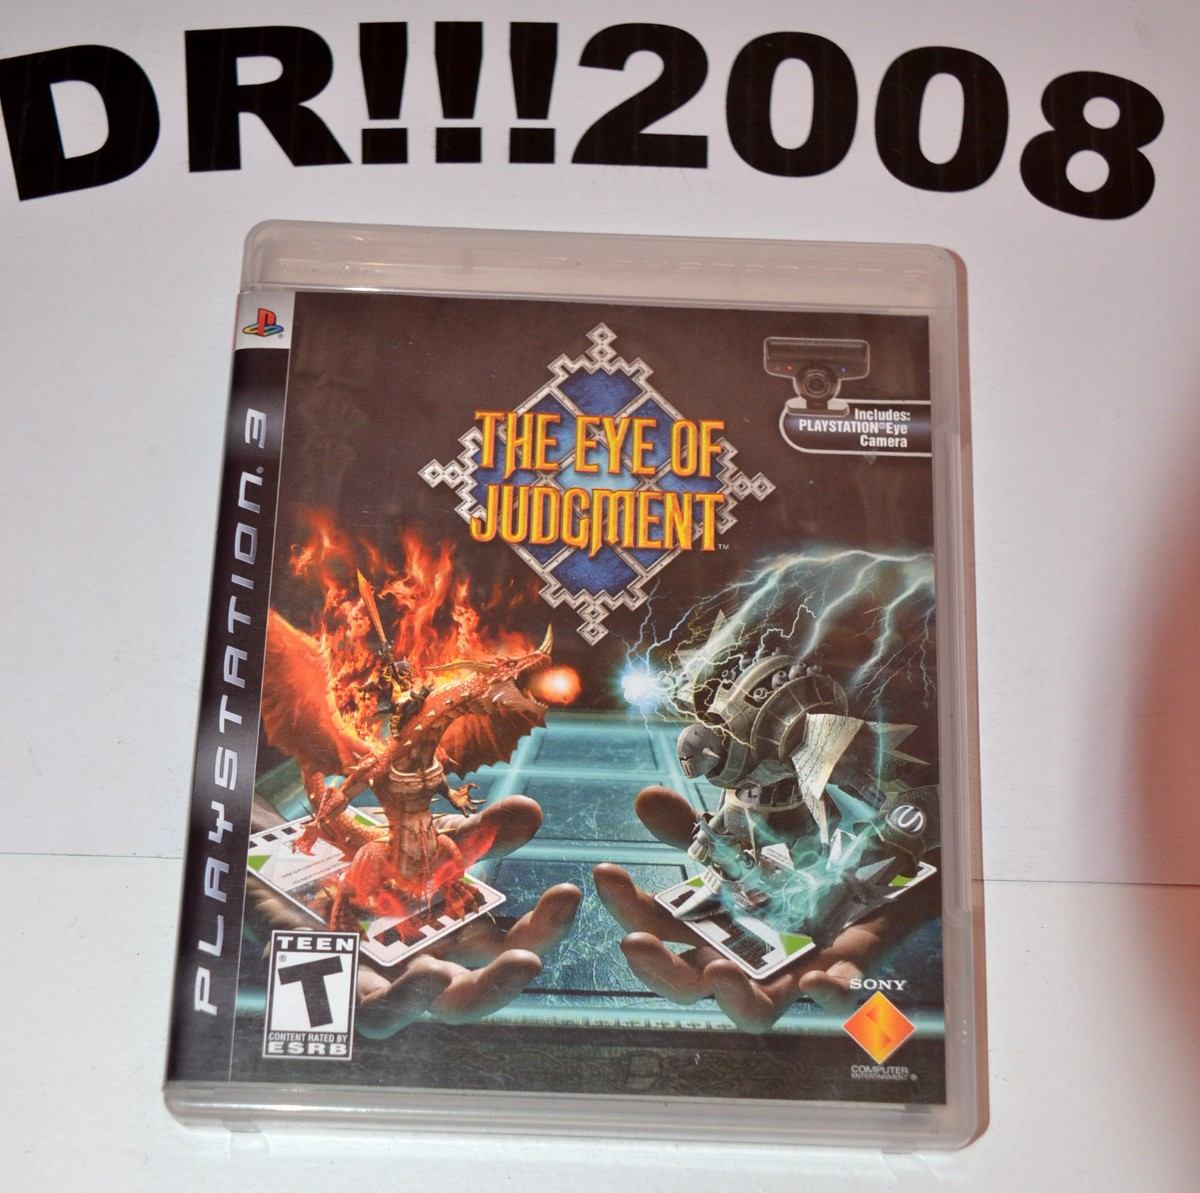 DR!!!2008
PLAYSTATION®3
Includes:
PLAYSTATION®Eye
Camera
THE EYE OF
JUDGMENT™
TEEN
T
®
CONTENT RATED BY
ESRB
SONY
COMPUTER
ENTERTAINMENT®